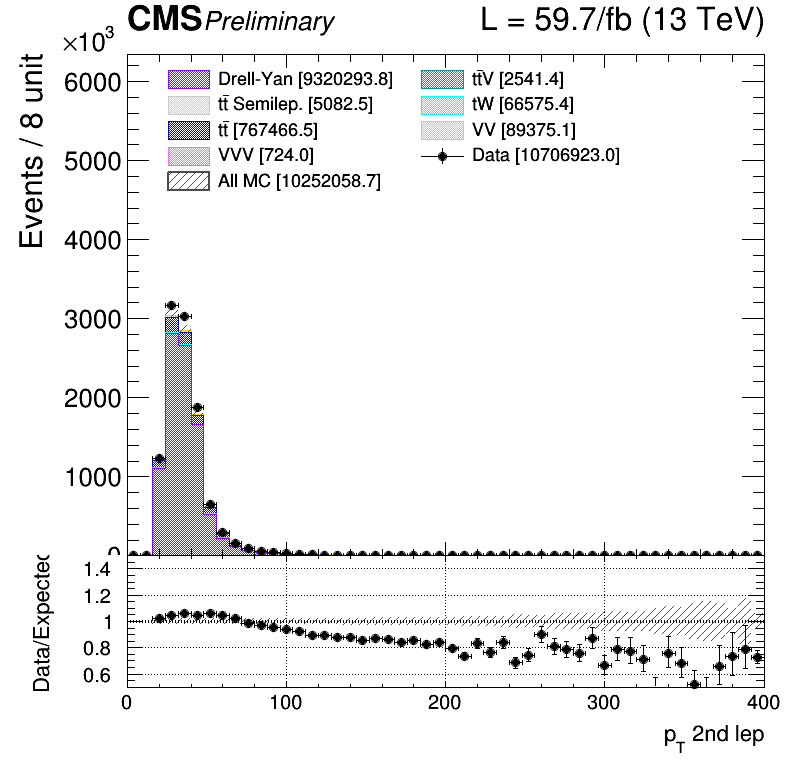 CMS Preliminary L = 59.7/fb (13 TeV)
×10³
Events / 8 unit
6000
5000
4000
3000
2000
1000
0
Drell-Yan [9320293.8]
tt̄ Semilep. [5082.5]
tt̄ [767466.5]
VVV [724.0]
All MC [10252058.7]
tt̄V [2541.4]
tW [66575.4]
VV [89375.1]
Data [10706923.0]
Data/Expected
1.4
1.2
1
0.8
0.6
0 100 200 300 400
p_T 2nd lep